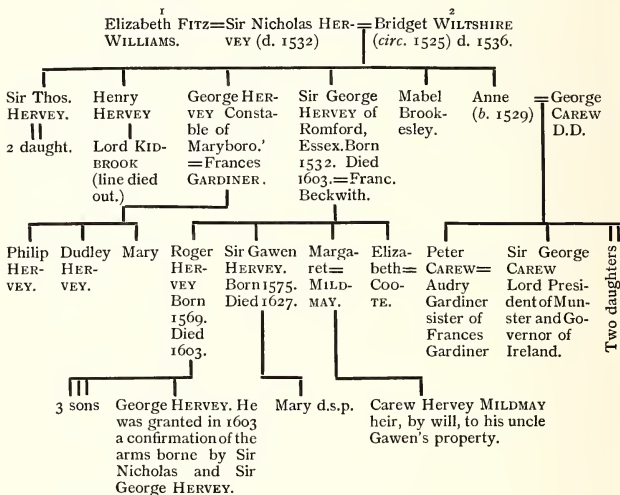 1
2
Elizabeth FITZ=Sir Nicholas HER-=Bridget WILTSHIRE
WILLIAMS. VEY (d. 1532) (circ. 1525) d. 1536.
Sir Thos.
HERVEY.
2 daught.
Henry
HERVEY
Lord KID-
BROOK
(line died
out.)
George HER-
VEY Consta-
ble of
Maryboro.'
=Frances
GARDINER.
Sir George
HERVEY of
Romford,
Essex.Born
1532. Died
1603.=Franc.
Beckwith.
Mabel
Brook-
esley.
Anne
(b. 1529)
=George
CAREW
D.D.
Philip
HER-
VEY.
Dudley
HER-
VEY.
Mary
Roger
HER-
VEY
Born
1569.
Died
1603.
Sir Gawen
HERVEY.
Born 1575.
Died 1627.
Marga-
ret=
MILD-
MAY.
Eliza-
beth=
COO-
TE.
Peter
CAREW=
Audry
Gardiner
sister of
Frances
Gardiner
Sir George
CAREW
Lord Presi-
dent of Mun-
ster and Go-
vernor of
Ireland.
Two daughters
3 sons
George HERVEY. He
was granted in 1603
a confirmation of the
arms borne by Sir
Nicholas and Sir
George HERVEY.
Mary d.s.p.
Carew Hervey MILDMAY
heir, by will, to his uncle
Gawen's property.